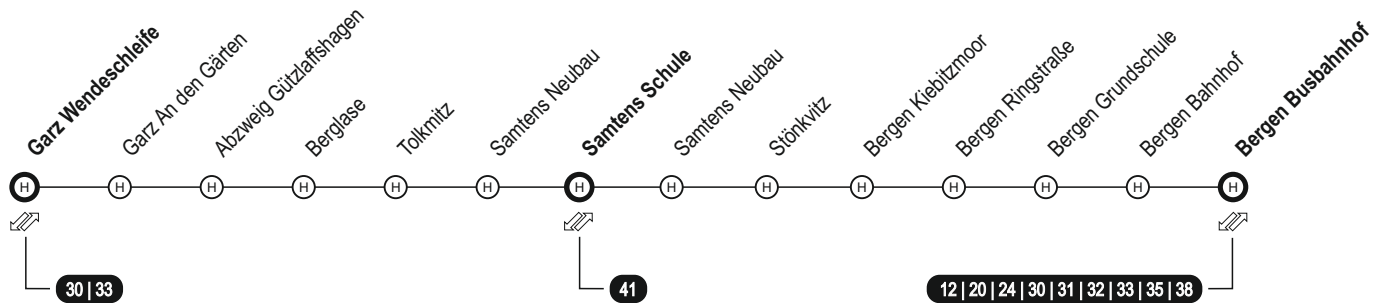 Garz Wendeschleife
Garz An den Gärten
Abzweig Gützlaffshagen
Berglase
Tolkmitz
Samtens Neubau
Samtens Schule
Samtens Neubau
Stönkvitz
Bergen Kiebitzmoor
Bergen Ringstraße
Bergen Grundschule
Bergen Bahnhof
Bergen Busbahnhof
H H H H H H H H H H H H H H
30 | 33
41
12 | 20 | 24 | 30 | 31 | 32 | 33 | 35 | 38